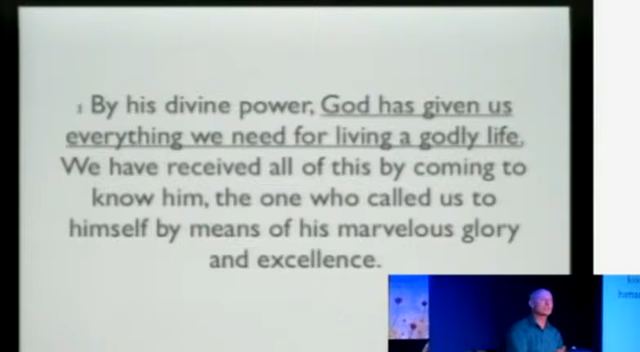 3 By his divine power, God has given us
everything we need for living a godly life.
We have received all of this by coming to
know him, the one who called us to
himself by means of his marvelous glory
and excellence.